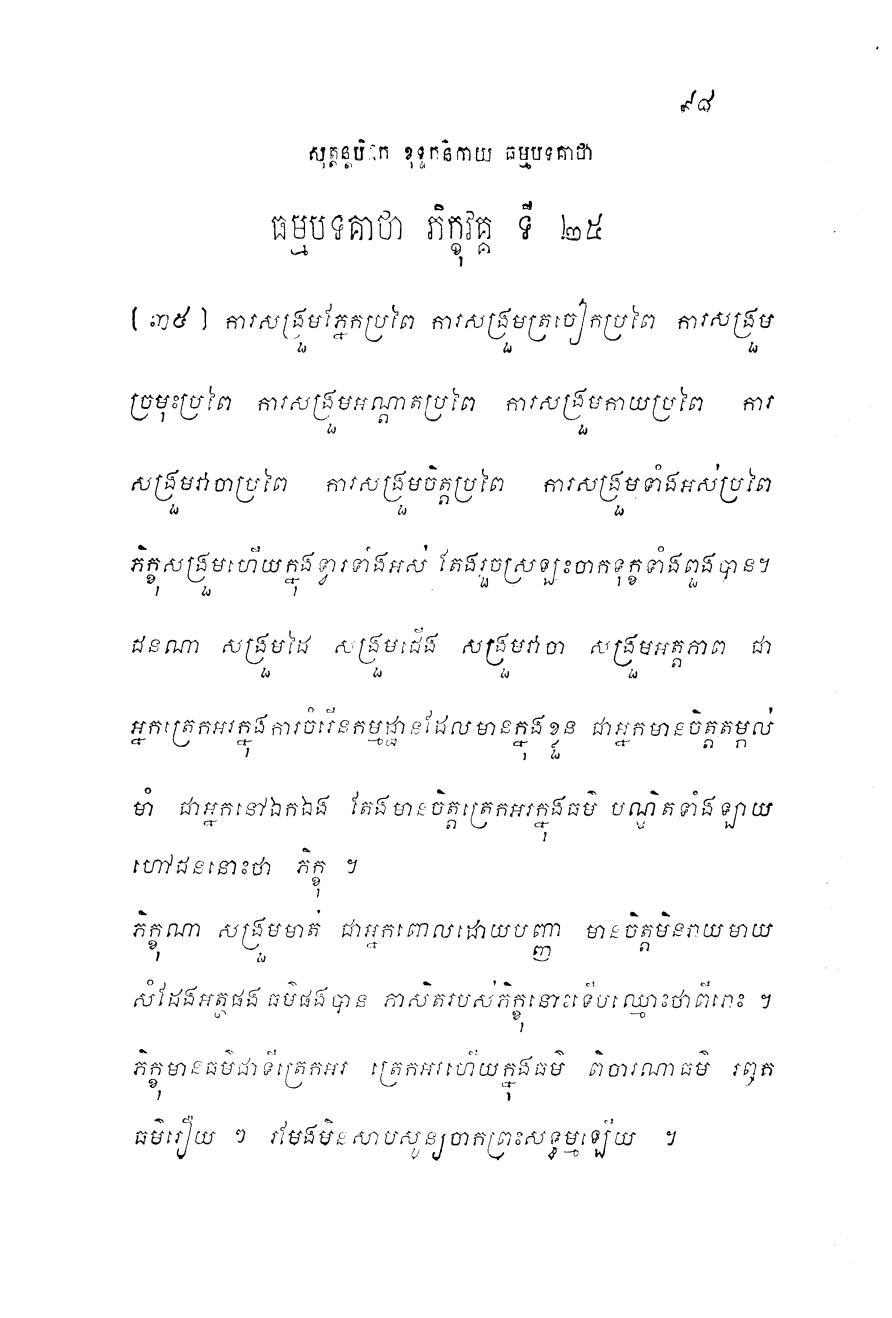 ៩៨
សុត្តន្តបិដក ខុទ្ទកនិកាយ ធម្មបទគាថា
ធម្មបទគាថា ភិក្ខុវគ្គ ទី ២៥
[៣៥] ការសង្រួមភ្នែកប្រពៃ ការសង្រួមត្រចៀកប្រពៃ ការសង្រួម
ច្រមុះប្រពៃ ការសង្រួមអណ្តាតប្រពៃ ការសង្រួមកាយប្រពៃ ការ
សង្រួមវាចាប្រពៃ ការសង្រួមចិត្តប្រពៃ ការសង្រួមទាំងអស់ប្រពៃ
ភិក្ខុសង្រួមហើយក្នុងទ្វារទាំងអស់ តែងរួចស្រឡះចាកទុក្ខទាំងពួងបាន។
ជនណា សង្រួមដៃ សង្រួមជើង សង្រួមវាចា សង្រួមអត្តភាព ជា
អ្នកត្រេកអរក្នុងការចំរើនកម្មដ្ឋានដែលមានក្នុងខ្លួន ជាអ្នកមានចិត្តតម្កល់
មាំ ជាអ្នកនៅឯកឯង តែងមានចិត្តត្រេកអរក្នុងធម៌ បណ្ឌិតទាំងឡាយ
ហៅជននោះថា ភិក្ខុ ។
ភិក្ខុណា សង្រួមមាត់ ជាអ្នកពោលដោយបញ្ញា មានចិត្តមិនរាយមាយ
សំដែងអត្ថផង ធម៌ផងបាន ភាសិតរបស់ភិក្ខុនោះទើបឈ្មោះថាពីរោះ ។
ភិក្ខុមានធម៌ជាទីត្រេកអរ ត្រេកអរហើយក្នុងធម៌ ពិចារណាធម៌ រឭក
ធម៌រឿយ ៗ រមែងមិនសាបសូន្យចាកព្រះសទ្ធម្មឡើយ ។